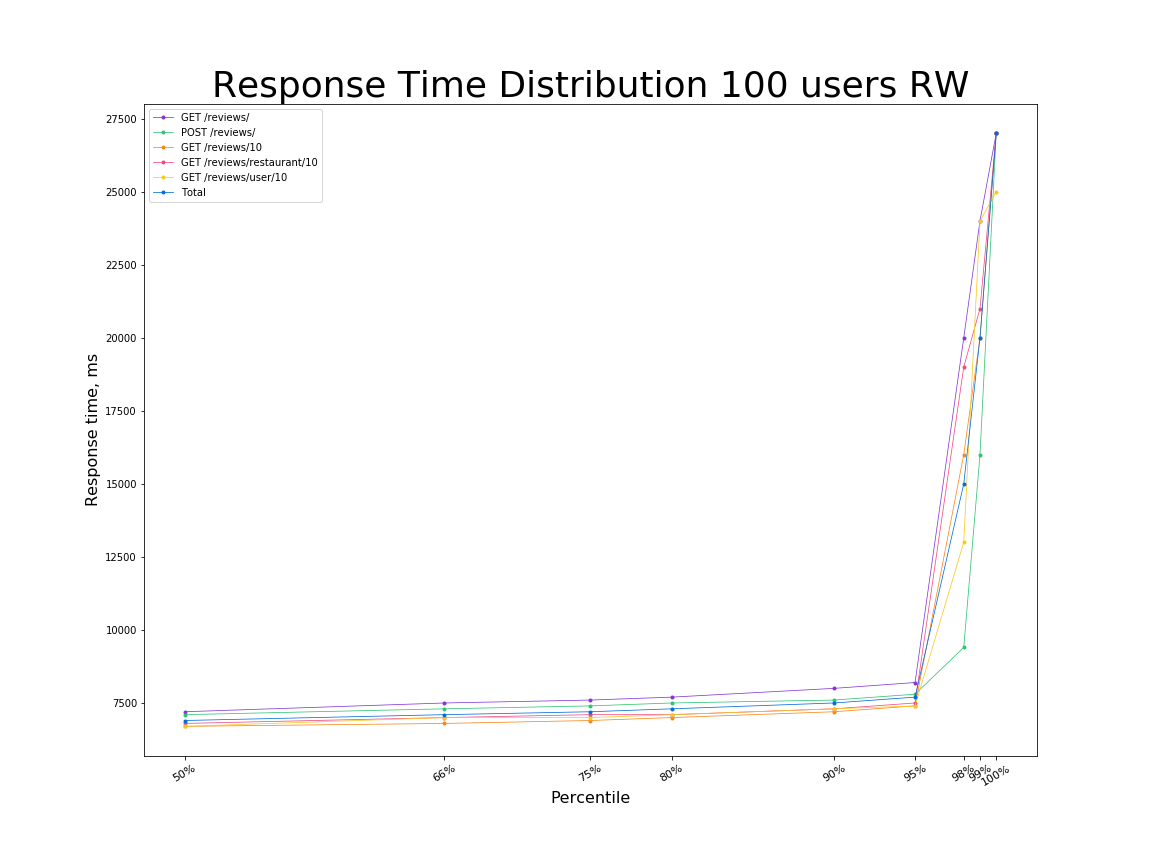 Response Time Distribution 100 users RW
GET /reviews/
POST /reviews/
GET /reviews/10
GET /reviews/restaurant/10
GET /reviews/user/10
Total
27500
25000
22500
20000
17500
15000
12500
10000
7500
Response time, ms
50%
66%
75%
80%
90%
95%
98%
99%
100%
Percentile